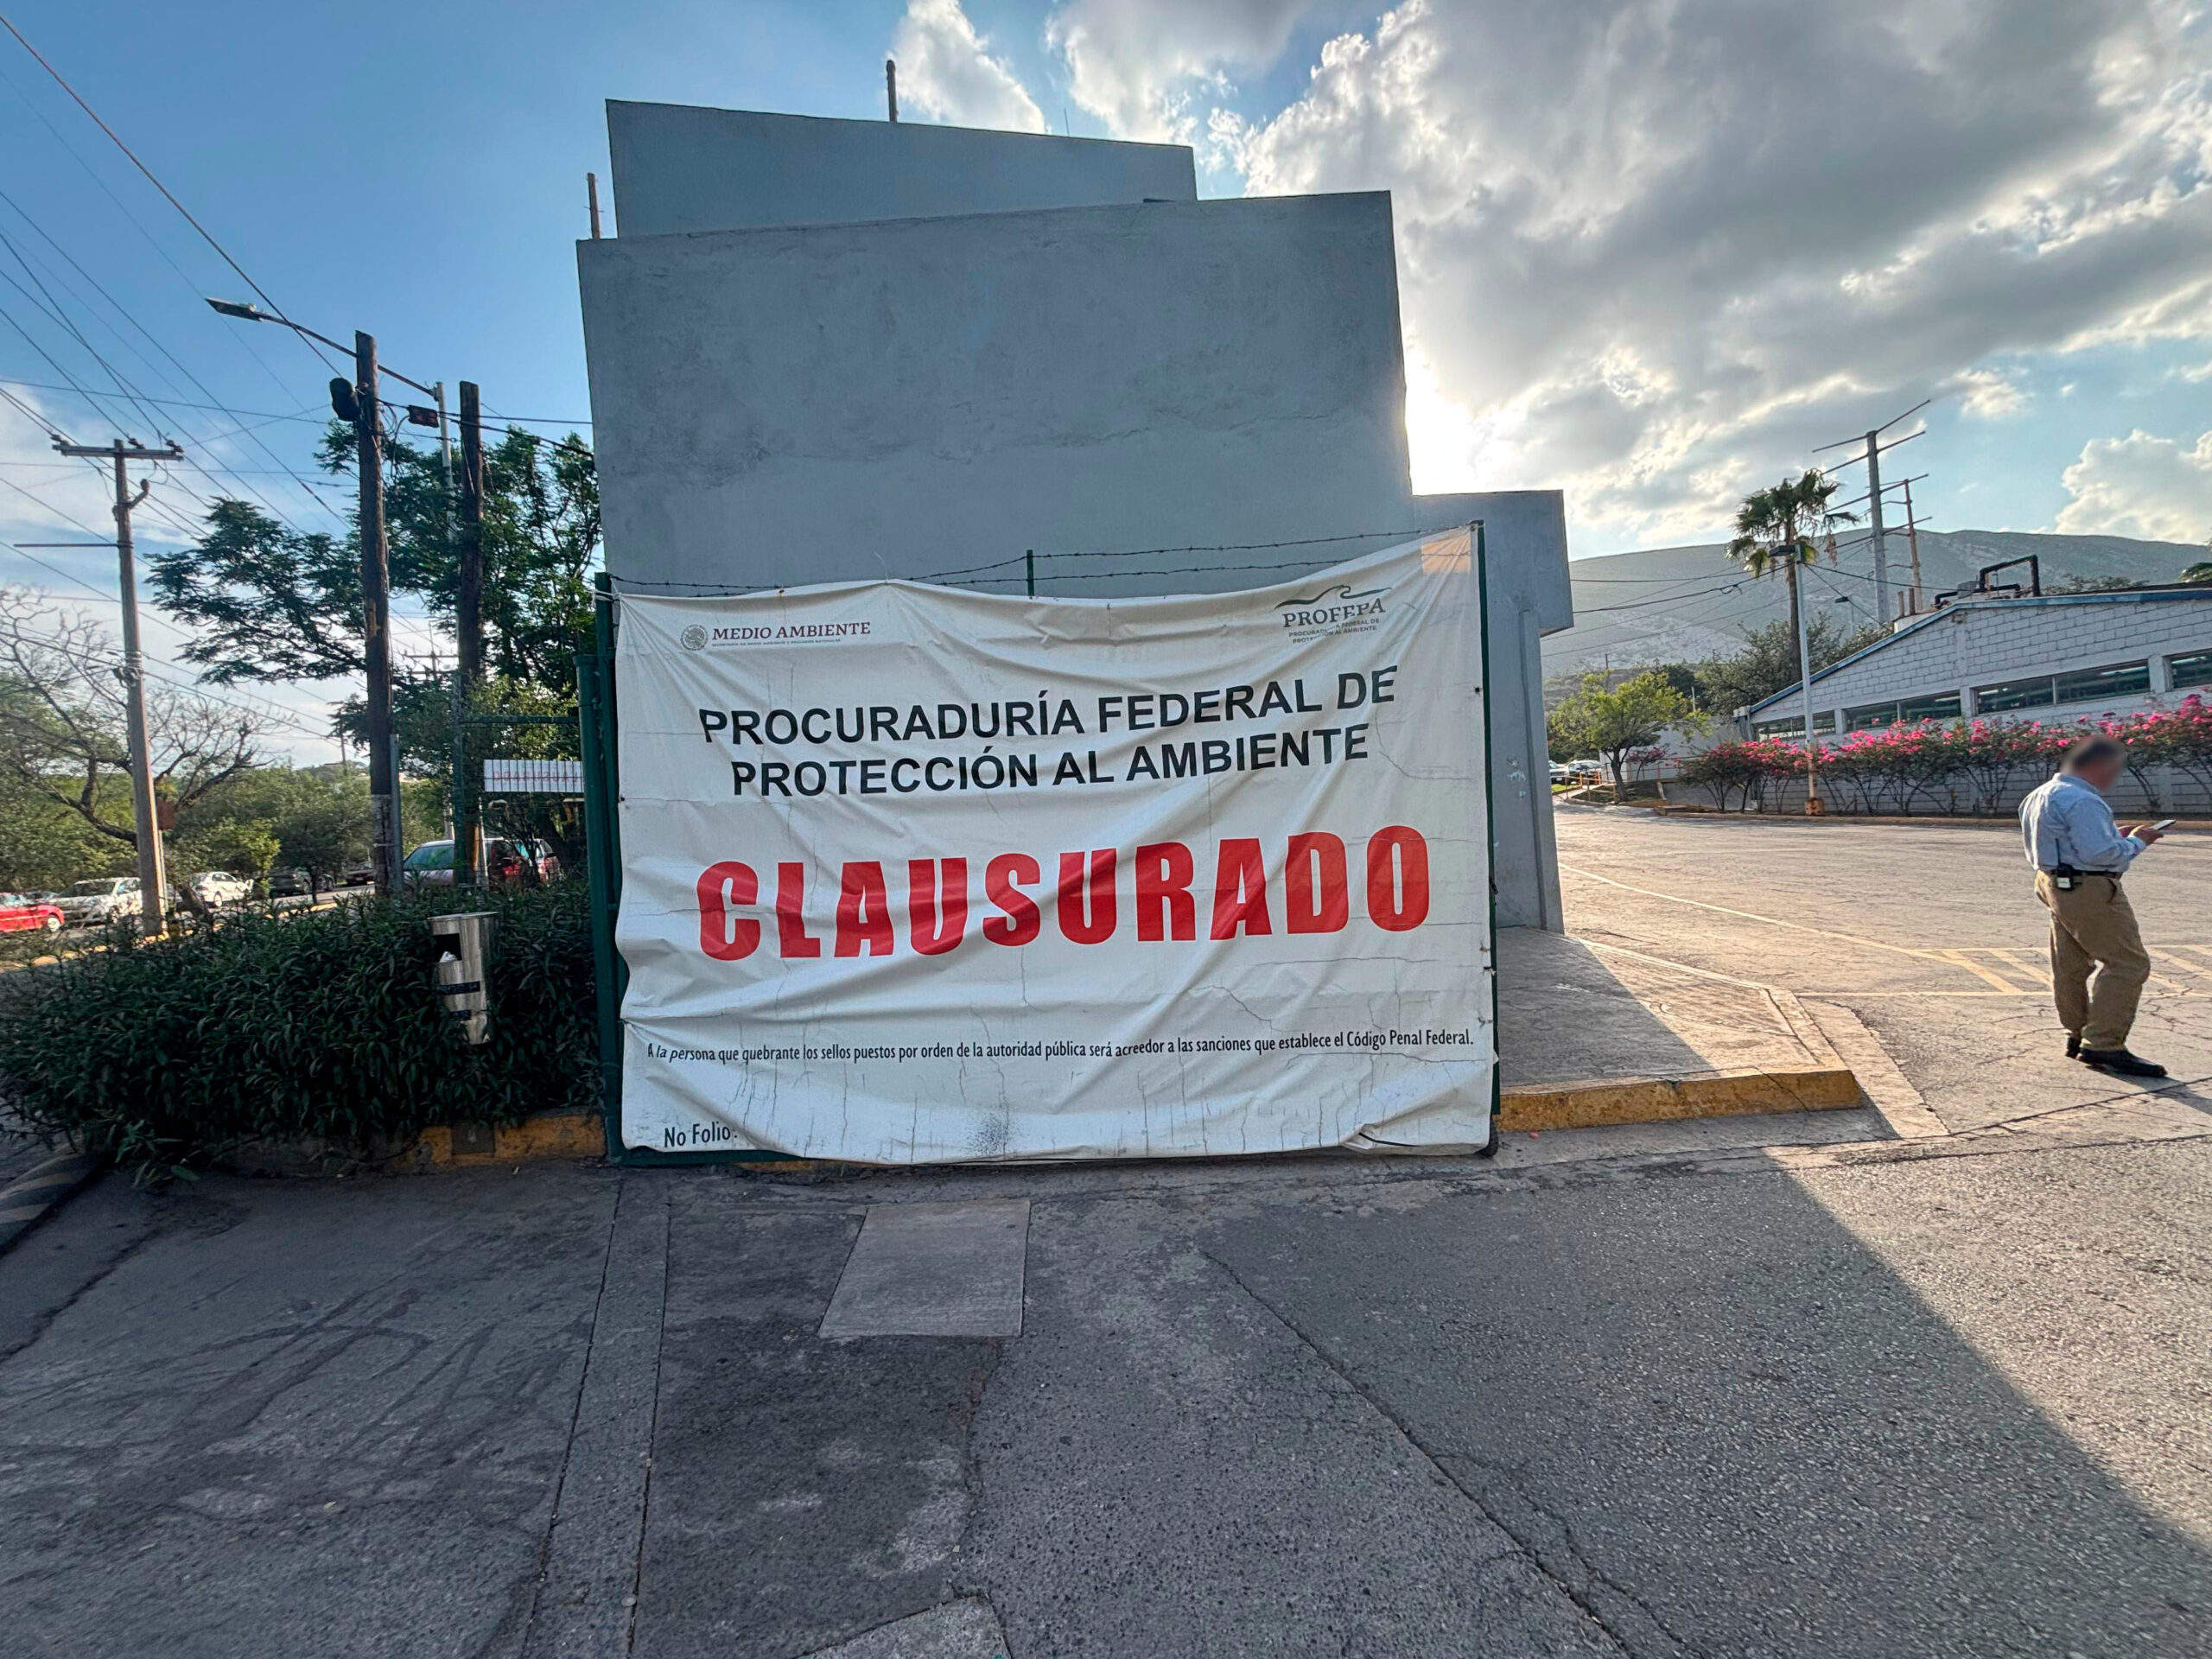 MEDIO AMBIENTE
PROFEPA
PROCURADURÍA FEDERAL DE
PROTECCIÓN AL AMBIENTE
PROCURADURÍA FEDERAL DE
PROTECCIÓN AL AMBIENTE
CLAUSURADO
A la persona que quebrante los sellos puestos por orden de la autoridad pública será acreedor a las sanciones que establece el Código Penal Federal.
No Folio: